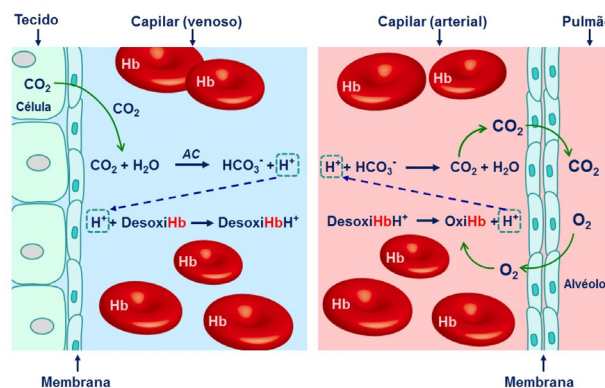 Tecido
Capilar (venoso)
Capilar (arterial)
Pulmão
Hb
Hb
CO₂
Célula
CO₂
CO₂ + H₂O
AC
HCO₃⁻ + H⁺
H⁺ + DesoxiHb → DesoxiHbH⁺
Hb
Hb
Hb
Hb
Hb
CO₂
H⁺ + HCO₃⁻ → CO₂ + H₂O
CO₂
DesoxiHbH⁺ → OxiHb + H⁺
O₂
O₂
Hb
Hb
Hb
Alvéolo
Membrana
Membrana